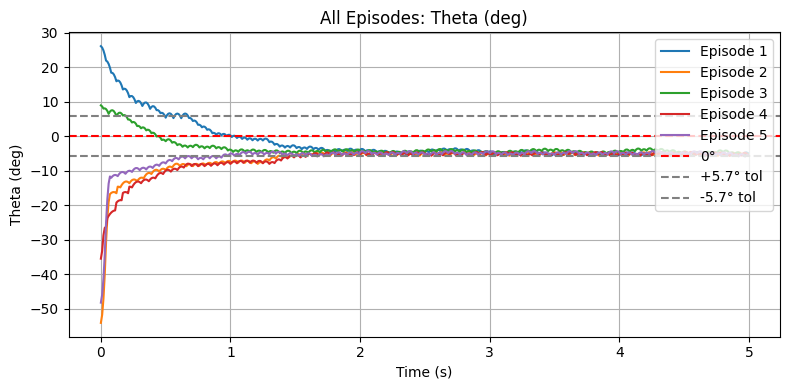 All Episodes: Theta (deg)
30
20
10
0
−10
−20
−30
−40
−50
Theta (deg)
0
1
2
3
4
5
Time (s)
Episode 1
Episode 2
Episode 3
Episode 4
Episode 5
0°
+5.7° tol
-5.7° tol